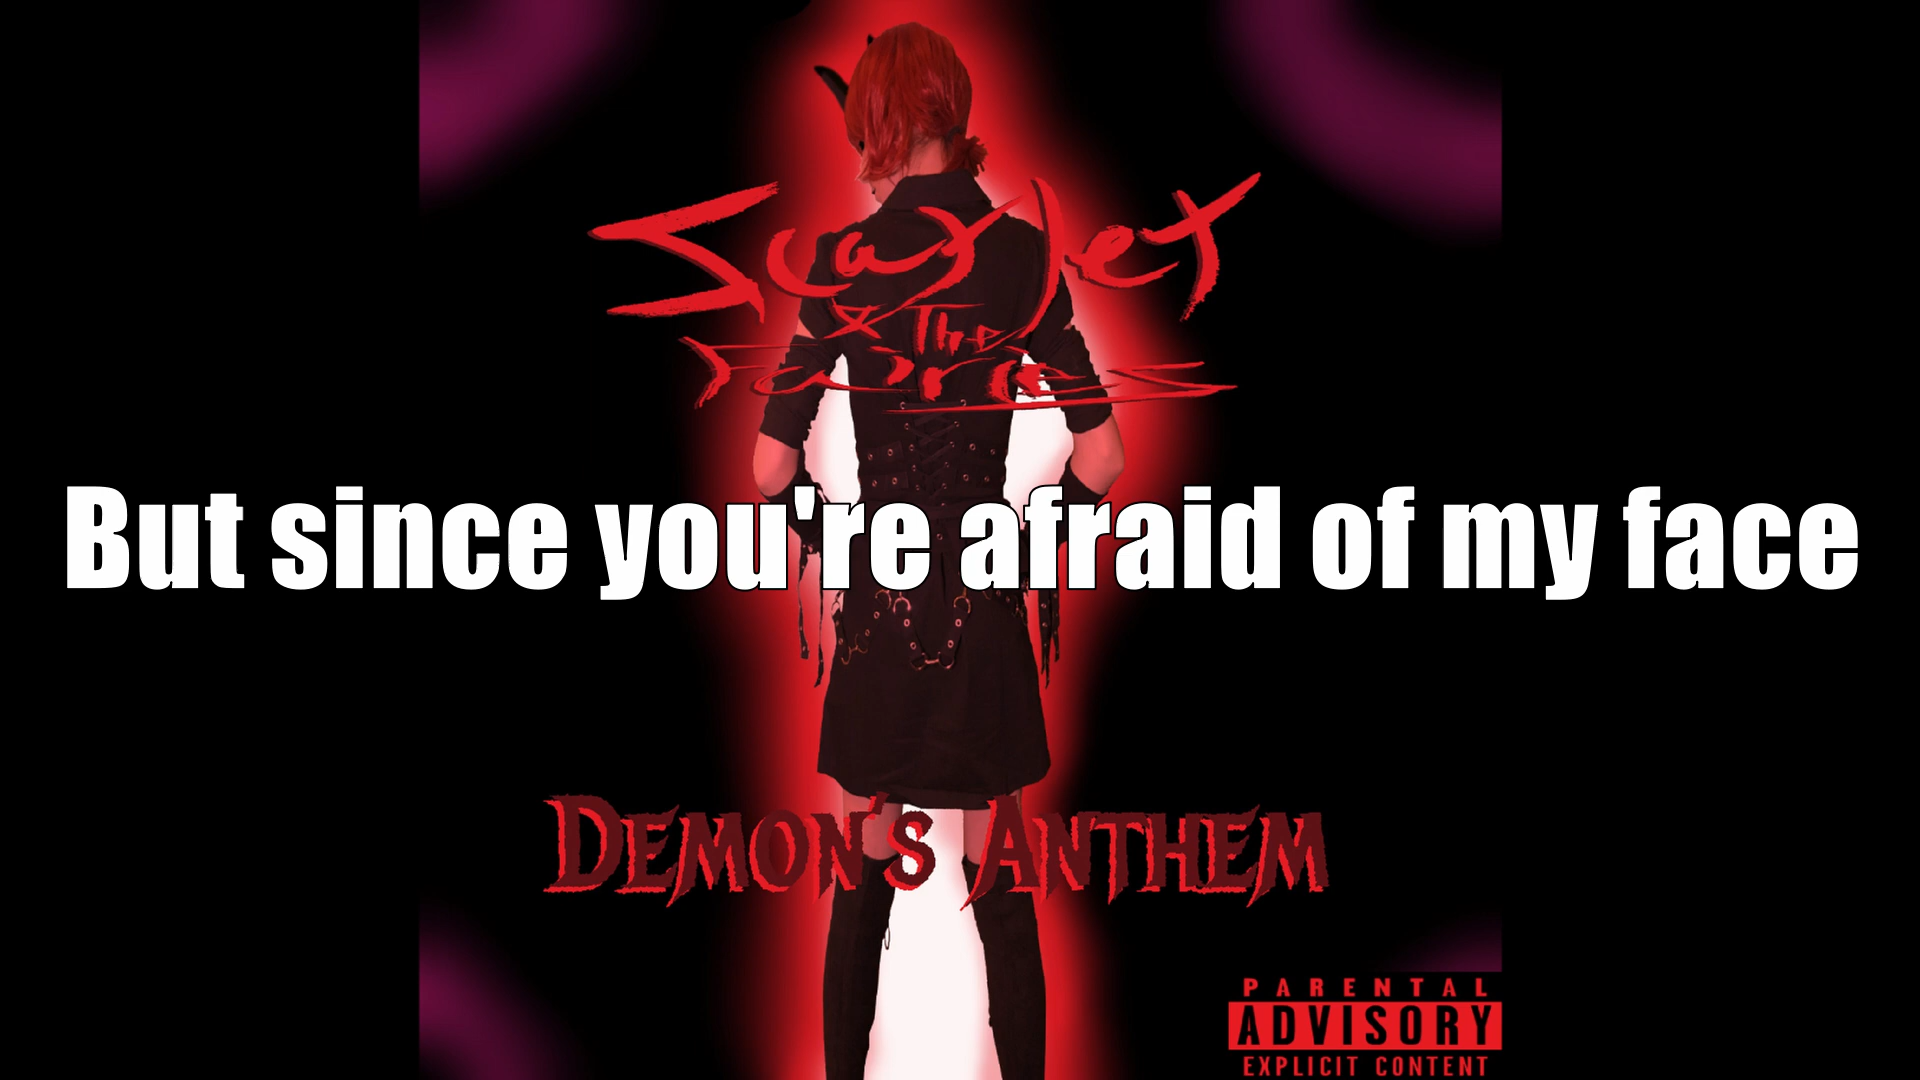 Scarlet
& The
Fairies
But since you're afraid of my face
DEMON'S ANTHEM
PARENTAL
ADVISORY
EXPLICIT CONTENT